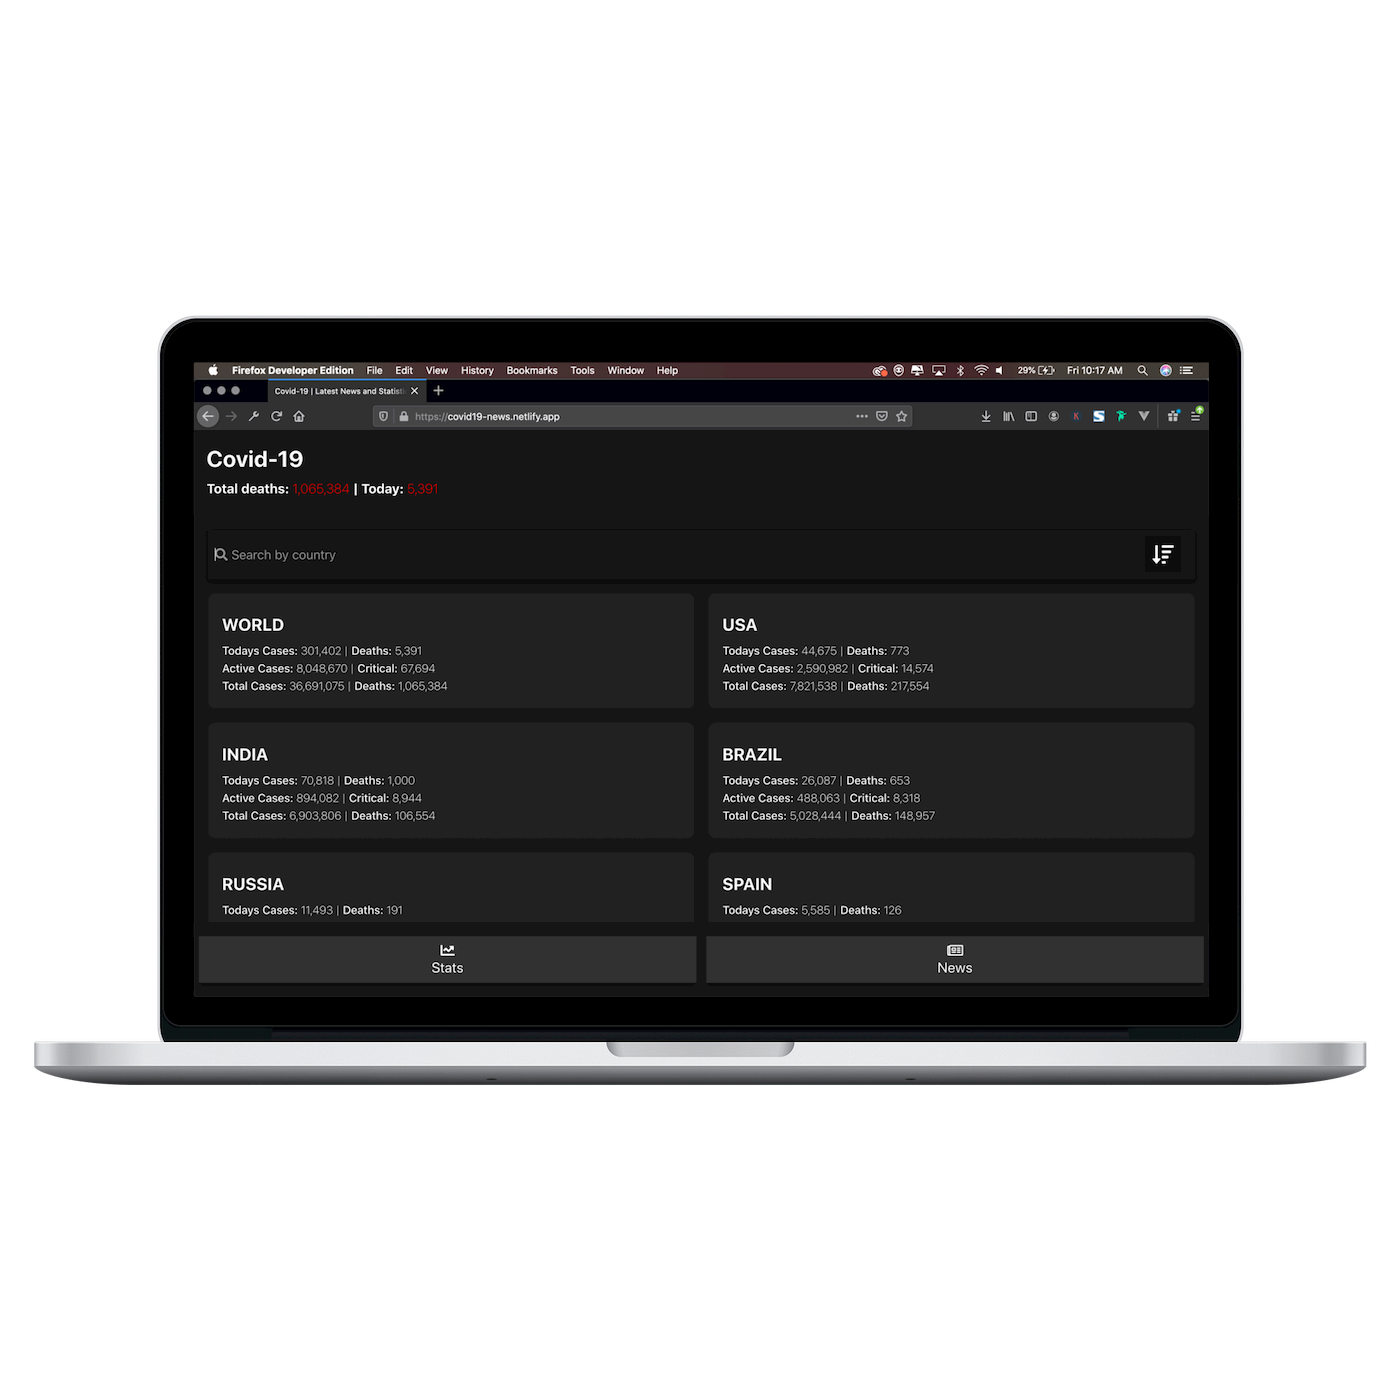 Firefox Developer Edition File Edit View History Bookmarks Tools Window Help 29% Fri 10:17 AM
Covid-19 | Latest News and Statisti
https://covid19-news.netlify.app
Covid-19
Total deaths: 1,065,384 | Today: 5,391
Search by country
WORLD
Todays Cases: 301,402 | Deaths: 5,391
Active Cases: 8,048,670 | Critical: 67,694
Total Cases: 36,691,075 | Deaths: 1,065,384
USA
Todays Cases: 44,675 | Deaths: 773
Active Cases: 2,590,982 | Critical: 14,574
Total Cases: 7,821,538 | Deaths: 217,554
INDIA
Todays Cases: 70,818 | Deaths: 1,000
Active Cases: 894,082 | Critical: 8,944
Total Cases: 6,903,806 | Deaths: 106,554
BRAZIL
Todays Cases: 26,087 | Deaths: 653
Active Cases: 488,063 | Critical: 8,318
Total Cases: 5,028,444 | Deaths: 148,957
RUSSIA
Todays Cases: 11,493 | Deaths: 191
SPAIN
Todays Cases: 5,585 | Deaths: 126
Stats
News